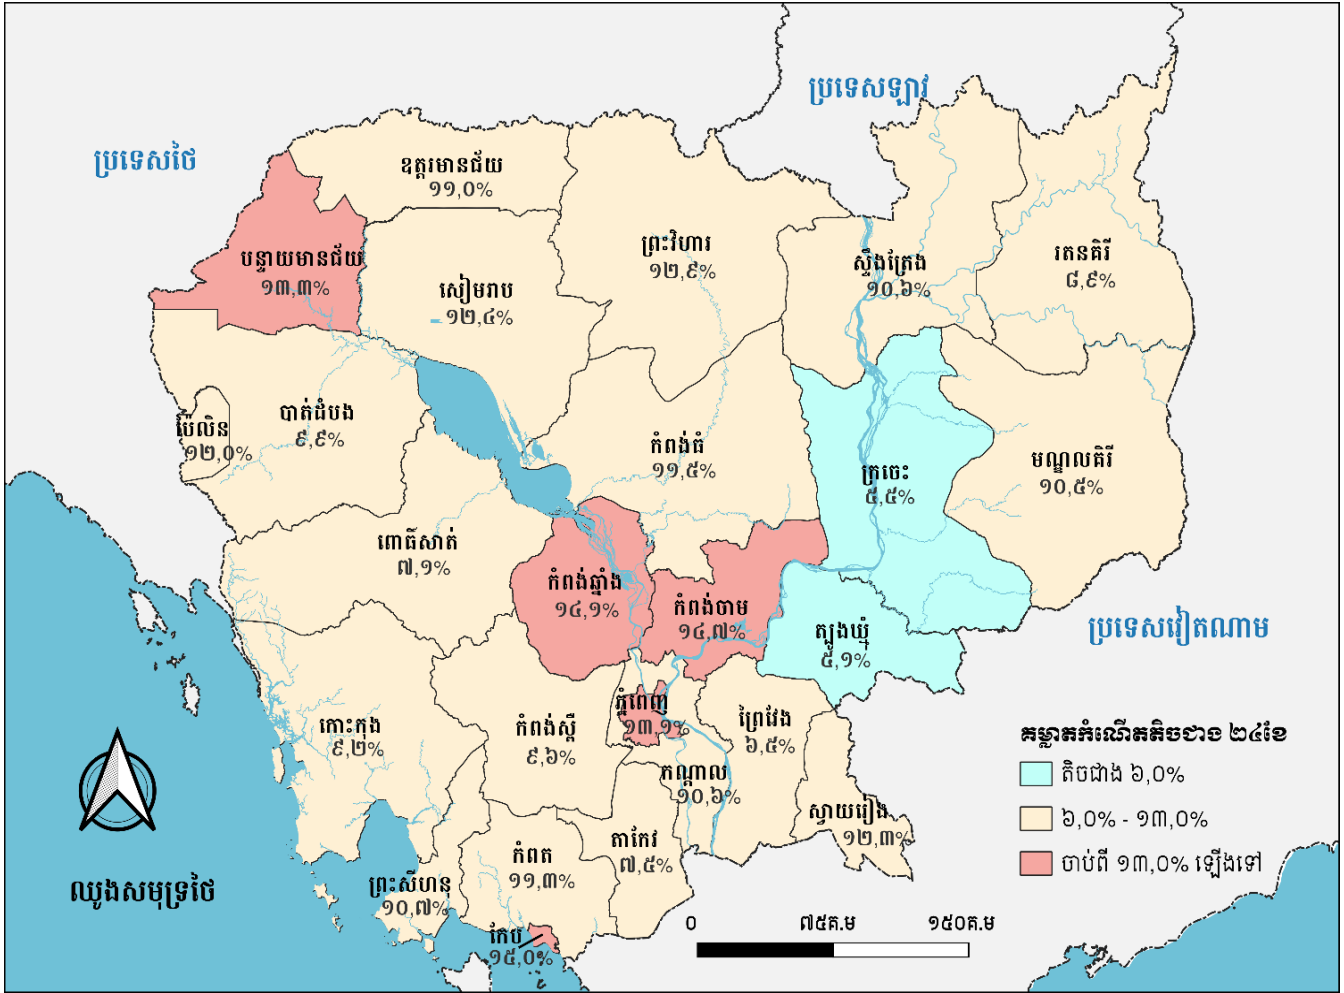 ប្រទេសឡាវ
ប្រទេសថៃ
ឧត្តរមានជ័យ
១១,០%
បន្ទាយមានជ័យ
១៣,៣%
សៀមរាប
១២,៤%
ព្រះវិហារ
១២,៩%
ស្ទឹងត្រែង
១០,៦%
រតនគិរី
៨,៩%
បាត់ដំបង
៩,៩%
ប៉ៃលិន
១២,០%
កំពង់ធំ
១១,៥%
ក្រចេះ
៥,៥%
មណ្ឌលគិរី
១០,៥%
ពោធិ៍សាត់
៧,១%
កំពង់ឆ្នាំង
១៤,១%
កំពង់ចាម
១៤,៧%
ត្បូងឃ្មុំ
៥,១%
ប្រទេសវៀតណាម
កោះកុង
៩,២%
កំពង់ស្ពឺ
៩,៦%
ភ្នំពេញ
១៣,១%
ព្រៃវែង
៦,៥%
កណ្តាល
១០,៦%
ស្វាយរៀង
១២,៣%
តាកែវ
៧,៥%
កំពត
១១,៣%
ព្រះសីហនុ
១០,៧%
កែប
១៥,០%
ឈូងសមុទ្រថៃ
គម្លាតកំណើតតិចជាង ២៤ខែ
តិចជាង ៦,០%
៦,០% - ១៣,០%
ចាប់ពី ១៣,០% ឡើងទៅ
0 ៧៥គ.ម ១៥០គ.ម